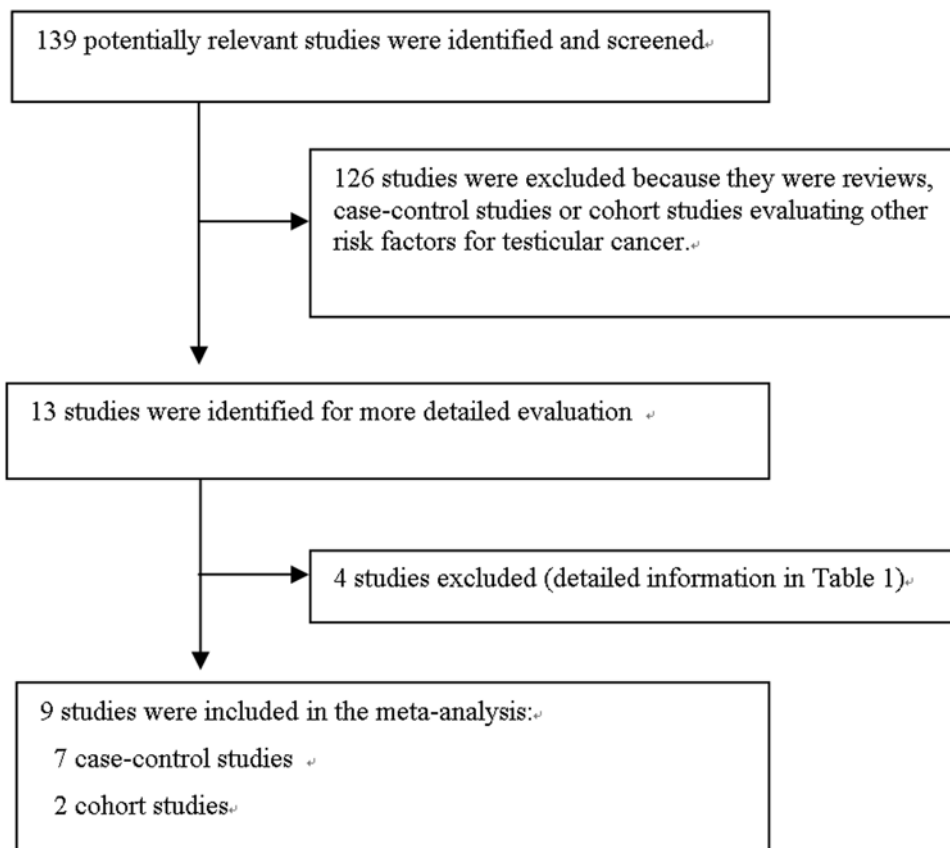 139 potentially relevant studies were identified and screened
126 studies were excluded because they were reviews,
case-control studies or cohort studies evaluating other
risk factors for testicular cancer.
13 studies were identified for more detailed evaluation
4 studies excluded (detailed information in Table 1)
9 studies were included in the meta-analysis:
7 case-control studies
2 cohort studies